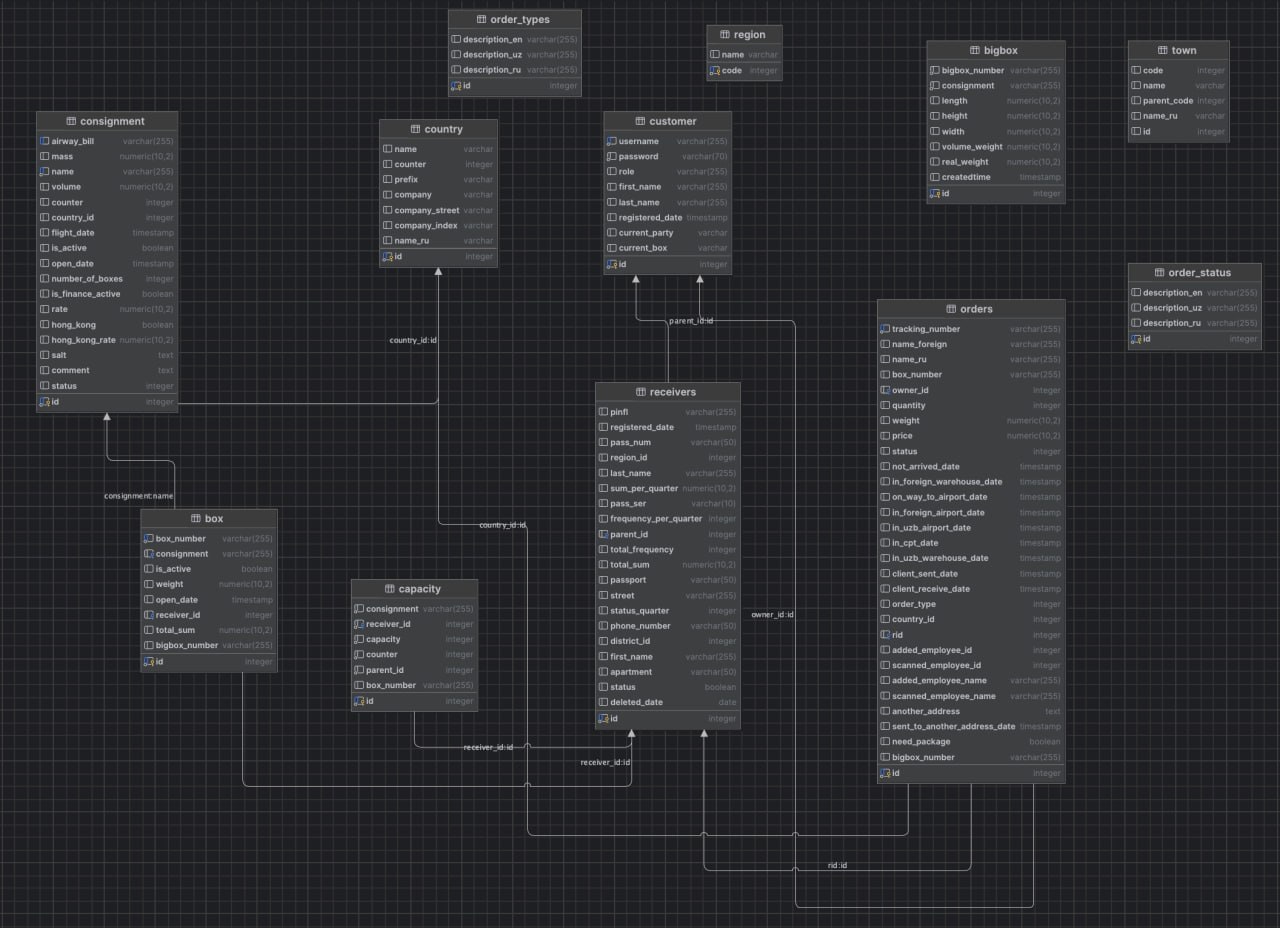 order_types
description_en varchar(255)
description_uz varchar(255)
description_ru varchar(255)
id integer
region
name varchar
code integer
bigbox
bigbox_number varchar(255)
consignment varchar(255)
length numeric(10,2)
height numeric(10,2)
width numeric(10,2)
volume_weight numeric(10,2)
real_weight numeric(10,2)
createdtime timestamp
id integer
town
code integer
name varchar
parent_code integer
name_ru varchar
id integer
consignment
airway_bill varchar(255)
mass numeric(10,2)
name varchar(255)
volume numeric(10,2)
counter integer
country_id integer
flight_date timestamp
is_active boolean
open_date timestamp
number_of_boxes integer
is_finance_active boolean
rate numeric(10,2)
hong_kong boolean
hong_kong_rate numeric(10,2)
salt text
comment text
status integer
id integer
country
name varchar
counter integer
prefix varchar
company varchar
company_street varchar
company_index varchar
name_ru varchar
id integer
customer
username varchar(255)
password varchar(70)
role varchar(255)
first_name varchar(255)
last_name varchar(255)
registered_date timestamp
current_party varchar
current_box varchar
id integer
order_status
description_en varchar(255)
description_uz varchar(255)
description_ru varchar(255)
id integer
orders
tracking_number varchar(255)
name_foreign varchar(255)
name_ru varchar(255)
box_number varchar(255)
owner_id integer
quantity integer
weight numeric(10,2)
price numeric(10,2)
status integer
not_arrived_date timestamp
in_foreign_warehouse_date timestamp
on_way_to_airport_date timestamp
in_foreign_airport_date timestamp
in_uzb_airport_date timestamp
in_cpt_date timestamp
in_uzb_warehouse_date timestamp
client_sent_date timestamp
client_receive_date timestamp
order_type integer
country_id integer
rid integer
added_employee_id integer
scanned_employee_id integer
added_employee_name varchar(255)
scanned_employee_name varchar(255)
another_address text
sent_to_another_address_date timestamp
need_package boolean
bigbox_number varchar(255)
id integer
parent_id:id
country_id:id
receivers
pinfl varchar(255)
registered_date timestamp
pass_num varchar(50)
region_id integer
last_name varchar(255)
sum_per_quarter numeric(10,2)
pass_ser varchar(10)
frequency_per_quarter integer
parent_id integer
total_frequency integer
total_sum numeric(10,2)
passport varchar(50)
street varchar(255)
status_quarter integer
phone_number varchar(50)
district_id integer
first_name varchar(255)
apartment varchar(50)
status boolean
deleted_date date
id integer
consignment:name
box
box_number varchar(255)
consignment varchar(255)
is_active boolean
weight numeric(10,2)
open_date timestamp
receiver_id integer
total_sum numeric(10,2)
bigbox_number varchar(255)
id integer
country_id:id
capacity
consignment varchar(255)
receiver_id integer
capacity integer
counter integer
parent_id integer
box_number varchar(255)
id integer
owner_id:id
receiver_id:id
receiver_id:id
rid:id